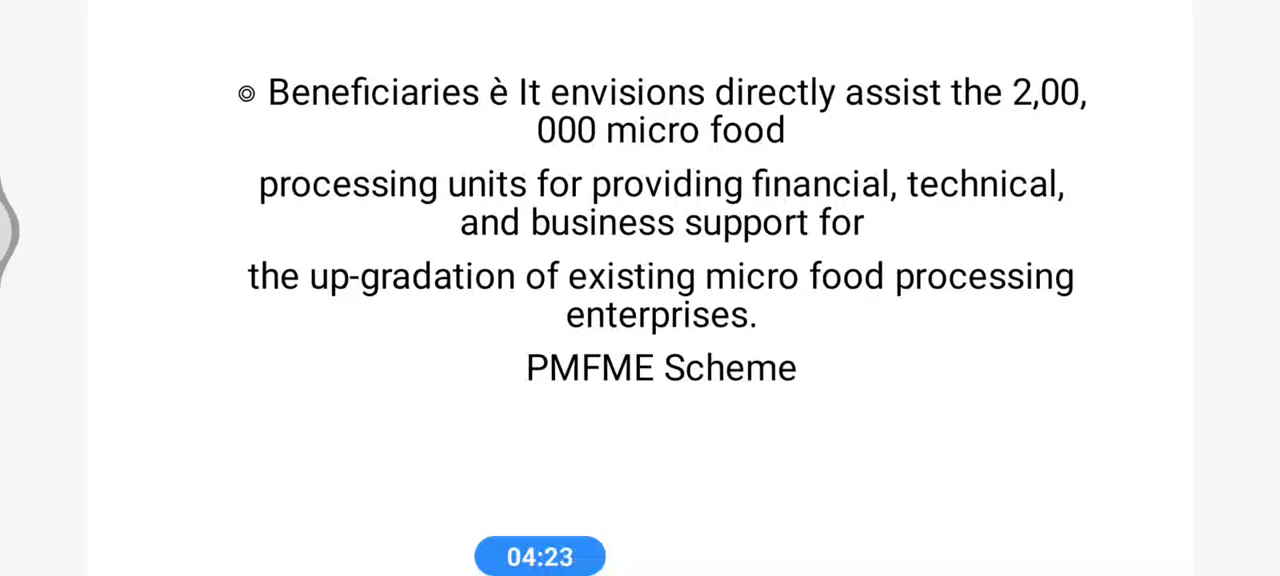 ◎ Beneficiaries è It envisions directly assist the 2,00,
000 micro food
processing units for providing financial, technical,
and business support for
the up-gradation of existing micro food processing
enterprises.
PMFME Scheme
04:23